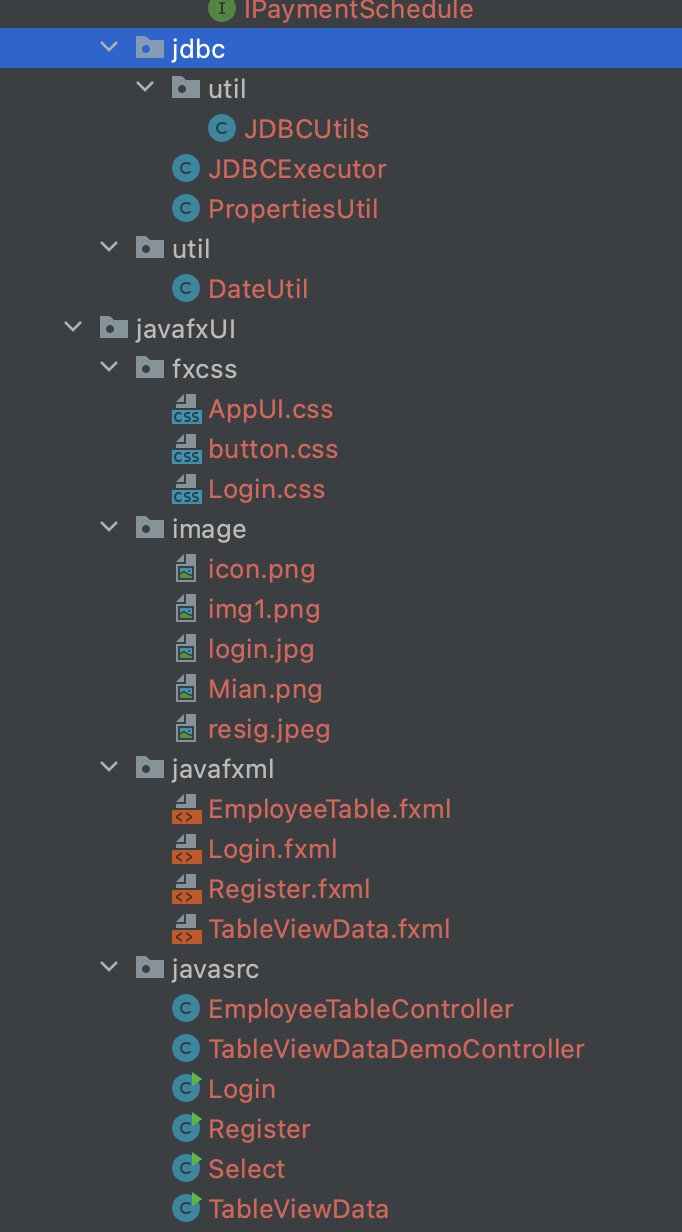 IPaymentSchedule
jdbc
util
JDBCUtils
JDBCExecutor
PropertiesUtil
util
DateUtil
javafxUI
fxcss
AppUI.css
button.css
Login.css
image
icon.png
img1.png
login.jpg
Mian.png
resig.jpeg
javafxml
EmployeeTable.fxml
Login.fxml
Register.fxml
TableViewData.fxml
javasrc
EmployeeTableController
TableViewDataDemoController
Login
Register
Select
TableViewData